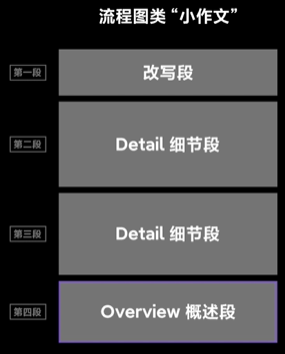 流程图类“小作文”
第一段
改写段
第二段
Detail 细节段
第三段
Detail 细节段
第四段
Overview 概述段